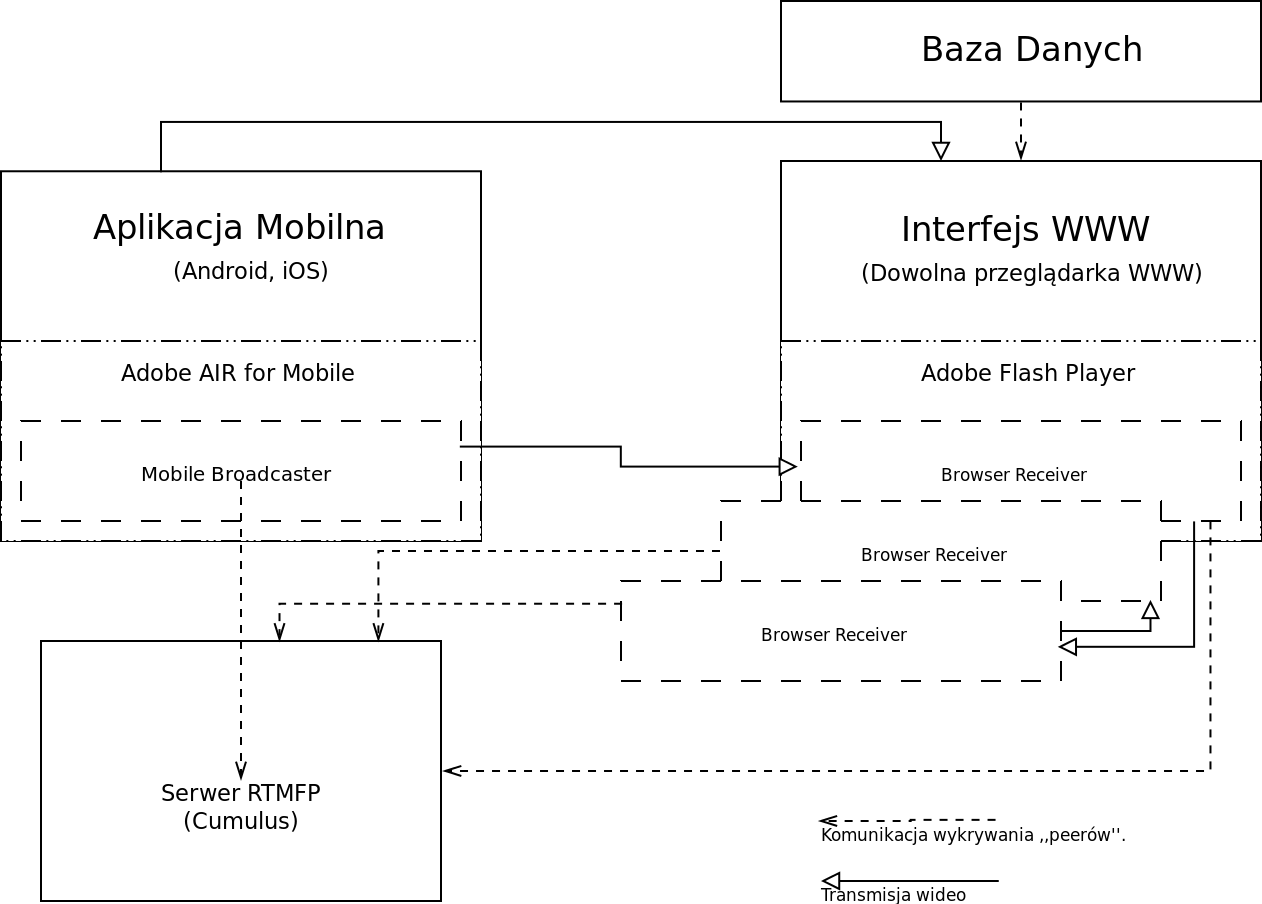 Baza Danych
Aplikacja Mobilna
(Android, iOS)
Interfejs WWW
(Dowolna przeglądarka WWW)
Adobe AIR for Mobile
Adobe Flash Player
Mobile Broadcaster
Browser Receiver
Browser Receiver
Browser Receiver
Serwer RTMFP
(Cumulus)
Komunikacja wykrywania ,,peerów''.
Transmisja wideo